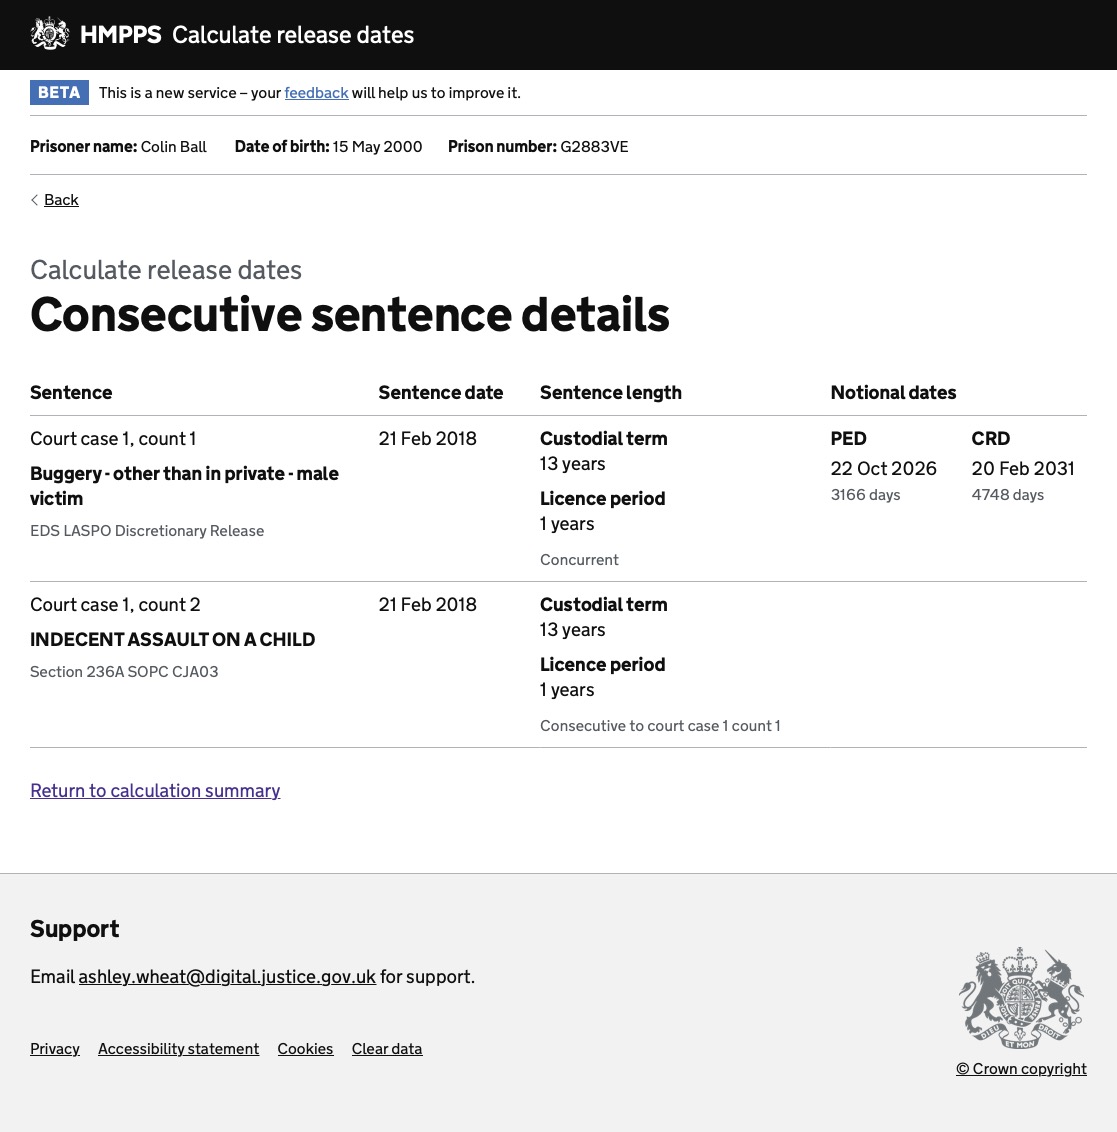 HMPPS Calculate release dates
BETA This is a new service – your feedback will help us to improve it.
Prisoner name: Colin Ball Date of birth: 15 May 2000 Prison number: G2883VE
Back
Calculate release dates
Consecutive sentence details
Sentence Sentence date Sentence length Notional dates
Court case 1, count 1
Buggery - other than in private - male
victim
EDS LASPO Discretionary Release
21 Feb 2018
Custodial term
13 years
Licence period
1 years
Concurrent
PED
22 Oct 2026
3166 days
CRD
20 Feb 2031
4748 days
Court case 1, count 2
INDECENT ASSAULT ON A CHILD
Section 236A SOPC CJA03
21 Feb 2018
Custodial term
13 years
Licence period
1 years
Consecutive to court case 1 count 1
Return to calculation summary
Support
Email ashley.wheat@digital.justice.gov.uk for support.
Privacy Accessibility statement Cookies Clear data
DIEU ET MON DROIT
© Crown copyright